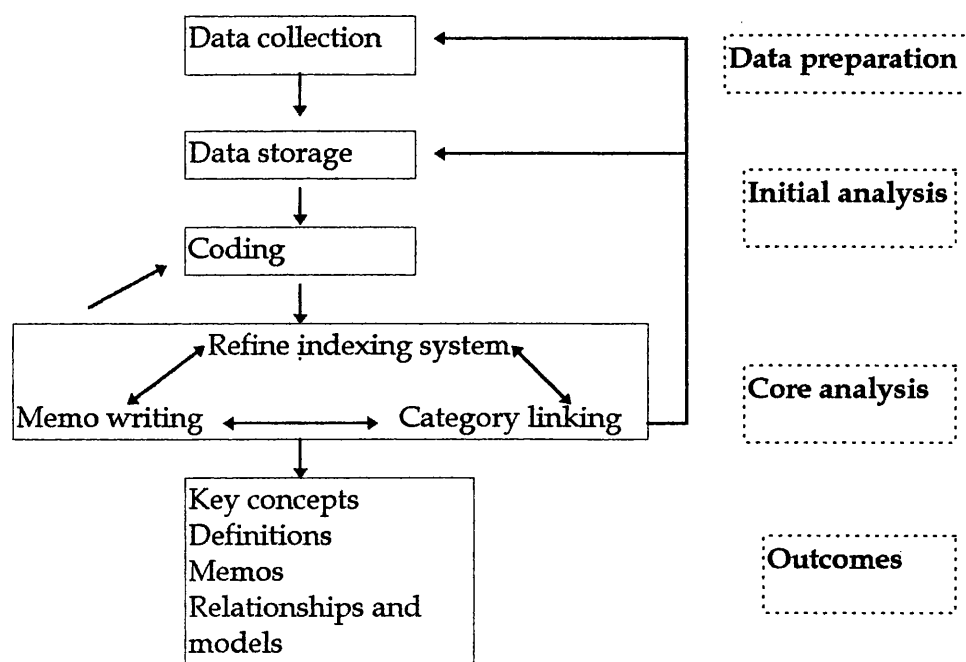 Data collection
Data preparation
Data storage
Initial analysis
Coding
Refine indexing system
Memo writing
Category linking
Core analysis
Key concepts
Definitions
Memos
Relationships and
models
Outcomes